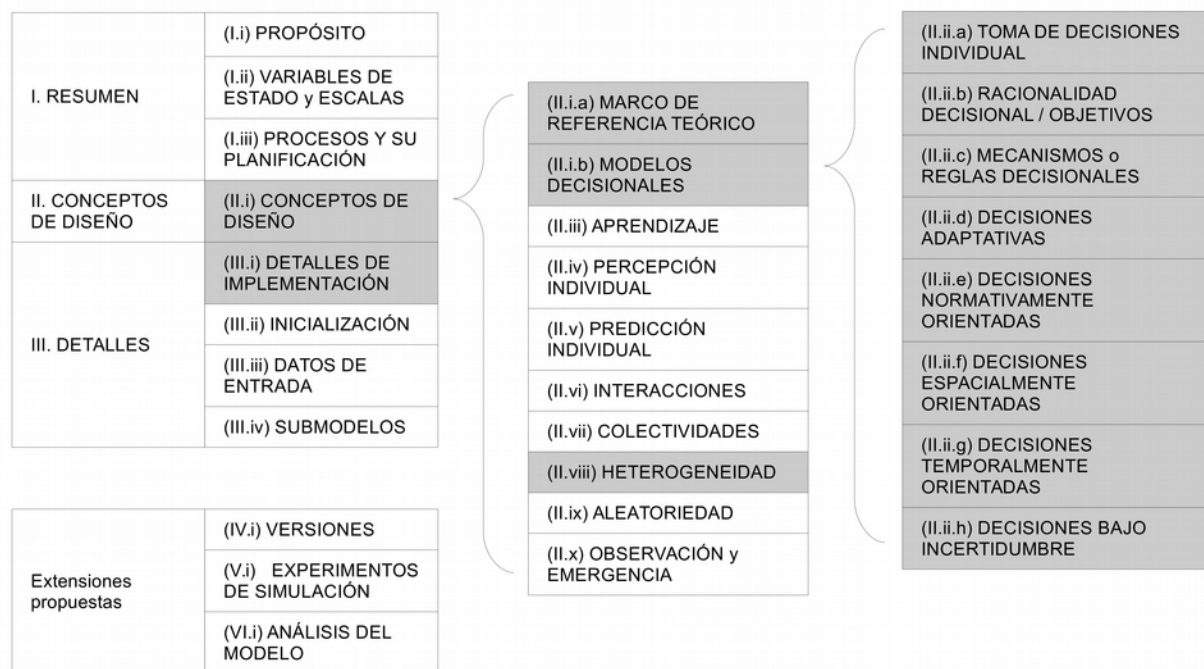 I. RESUMEN
(I.i) PROPÓSITO
(I.ii) VARIABLES DE
ESTADO y ESCALAS
(I.iii) PROCESOS Y SU
PLANIFICACIÓN
II. CONCEPTOS
DE DISEÑO
(II.i) CONCEPTOS DE
DISEÑO
III. DETALLES
(III.i) DETALLES DE
IMPLEMENTACIÓN
(III.ii) INICIALIZACIÓN
(III.iii) DATOS DE
ENTRADA
(III.iv) SUBMODELOS
Extensiones
propuestas
(IV.i) VERSIONES
(V.i) EXPERIMENTOS
DE SIMULACIÓN
(VI.i) ANÁLISIS DEL
MODELO
(II.i.a) MARCO DE
REFERENCIA TEÓRICO
(II.i.b) MODELOS
DECISIONALES
(II.iii) APRENDIZAJE
(II.iv) PERCEPCIÓN
INDIVIDUAL
(II.v) PREDICCIÓN
INDIVIDUAL
(II.vi) INTERACCIONES
(II.vii) COLECTIVIDADES
(II.viii) HETEROGENEIDAD
(II.ix) ALEATORIEDAD
(II.x) OBSERVACIÓN y
EMERGENCIA
(II.ii.a) TOMA DE DECISIONES
INDIVIDUAL
(II.ii.b) RACIONALIDAD
DECISIONAL / OBJETIVOS
(II.ii.c) MECANISMOS o
REGLAS DECISIONALES
(II.ii.d) DECISIONES
ADAPTATIVAS
(II.ii.e) DECISIONES
NORMATIVAMENTE
ORIENTADAS
(II.ii.f) DECISIONES
ESPACIALMENTE
ORIENTADAS
(II.ii.g) DECISIONES
TEMPORALMENTE
ORIENTADAS
(II.ii.h) DECISIONES BAJO
INCERTIDUMBRE